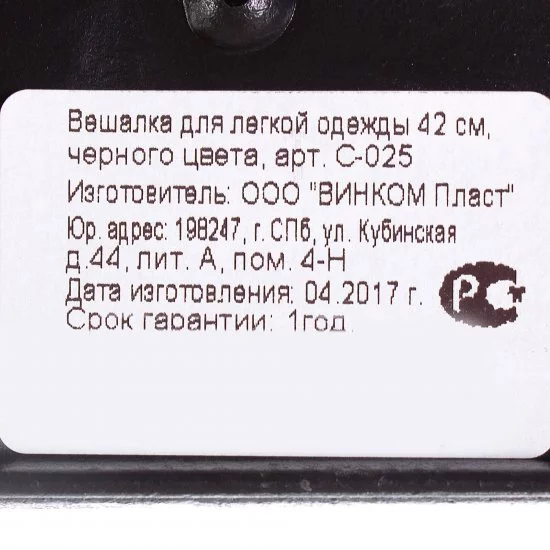 Вешалка для легкой одежды 42 см,
черного цвета, арт. С-025
Изготовитель: ООО "ВИНКОМ Пласт"
Юр. адрес: 198247, г. СПб, ул. Кубинская
д.44, лит. А, пом. 4-Н
Дата изготовления: 04.2017 г.
Срок гарантии: 1год
РСт